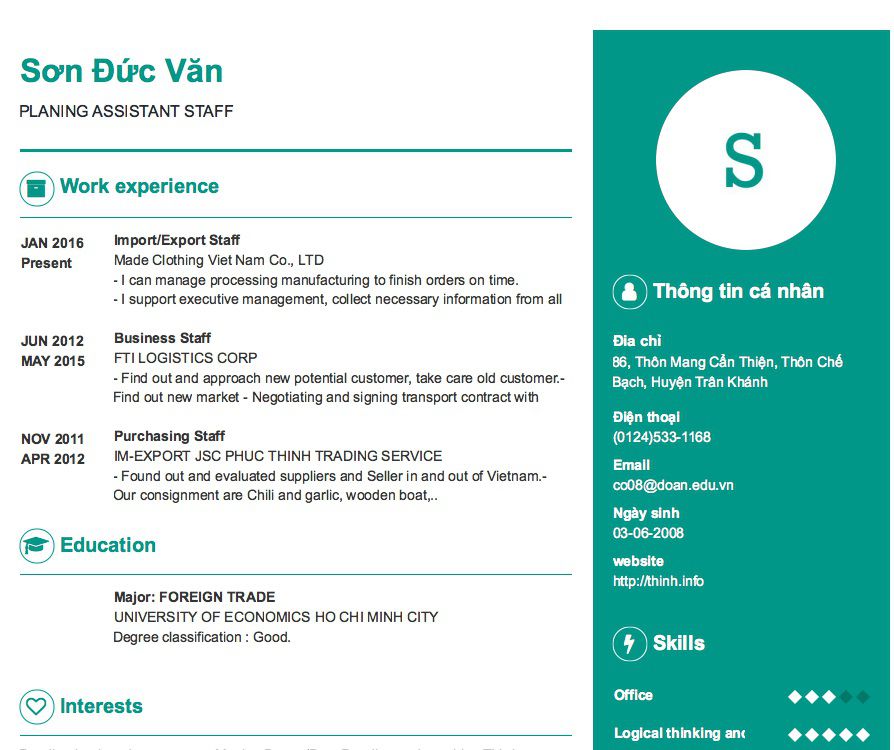 Sơn Đức Văn
PLANING ASSISTANT STAFF
Work experience
JAN 2016
Present
Import/Export Staff
Made Clothing Viet Nam Co., LTD
- I can manage processing manufacturing to finish orders on time.
- I support executive management, collect necessary information from all
JUN 2012
MAY 2015
Business Staff
FTI LOGISTICS CORP
- Find out and approach new potential customer, take care old customer.-
Find out new market - Negotiating and signing transport contract with
NOV 2011
APR 2012
Purchasing Staff
IM-EXPORT JSC PHUC THINH TRADING SERVICE
- Found out and evaluated suppliers and Seller in and out of Vietnam.-
Our consignment are Chili and garlic, wooden boat,..
Education
Major: FOREIGN TRADE
UNIVERSITY OF ECONOMICS HO CHI MINH CITY
Degree classification : Good.
Interests
S
Thông tin cá nhân
Địa chỉ
86, Thôn Mang Cẩn Thiện, Thôn Chế
Bạch, Huyện Trân Khánh
Điện thoại
(0124)533-1168
Email
co08@doan.edu.vn
Ngày sinh
03-06-2008
website
http://thinh.info
Skills
Office
Logical thinking and